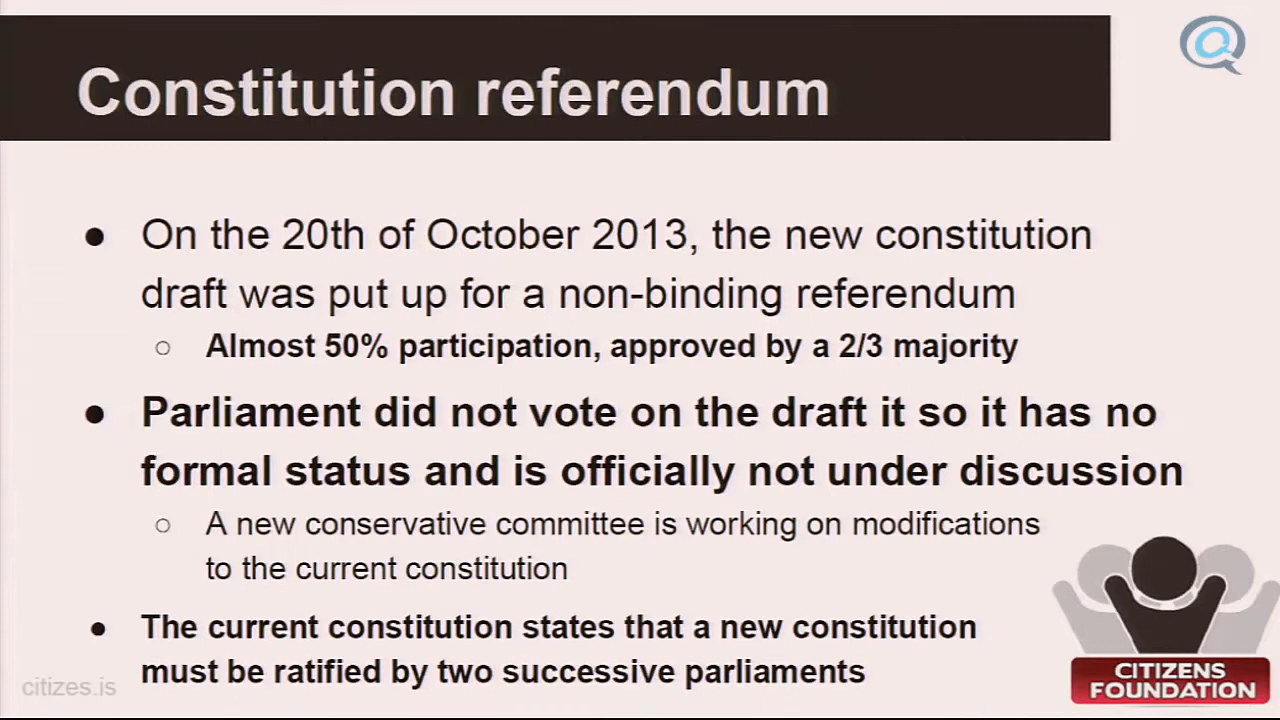 Constitution referendum
● On the 20th of October 2013, the new constitution
draft was put up for a non-binding referendum
○ Almost 50% participation, approved by a 2/3 majority
● Parliament did not vote on the draft it so it has no
formal status and is officially not under discussion
○ A new conservative committee is working on modifications
to the current constitution
● The current constitution states that a new constitution
must be ratified by two successive parliaments
citizes.is
CITIZENS
FOUNDATION